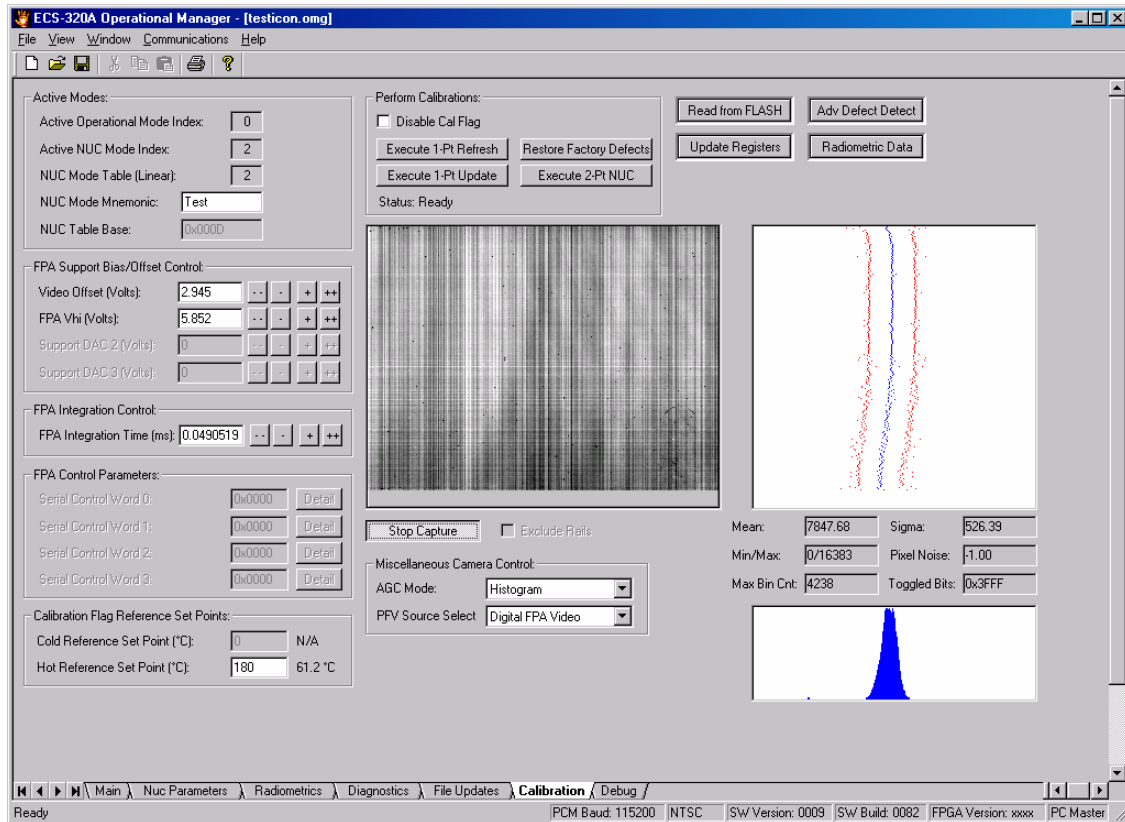 ECS-320A Operational Manager - [testicon.omg]
File View Window Communications Help
Active Modes:
Active Operational Mode Index: 0
Active NUC Mode Index: 2
NUC Mode Table (Linear): 2
NUC Mode Mnemonic: Test
NUC Table Base: 0x000D
FPA Support Bias/Offset Control:
Video Offset (Volts): 2.945 -- - + ++
FPA Vhi (Volts): 5.852 -- - + ++
Support DAC 2 (Volts): 0 -- - + ++
Support DAC 3 (Volts): 0 -- - + ++
FPA Integration Control:
FPA Integration Time (ms): 0.0490519 -- - + ++
FPA Control Parameters:
Serial Control Word 0: 0x0000 Detail
Serial Control Word 1: 0x0000 Detail
Serial Control Word 2: 0x0000 Detail
Serial Control Word 3: 0x0000 Detail
Calibration Flag Reference Set Points:
Cold Reference Set Point (°C): 0 N/A
Hot Reference Set Point (°C): 180 61.2 °C
Perform Calibrations:
Disable Cal Flag
Execute 1-Pt Refresh Restore Factory Defects
Execute 1-Pt Update Execute 2-Pt NUC
Status: Ready
Read from FLASH Adv Defect Detect
Update Registers Radiometric Data
Stop Capture Exclude Rails
Miscellaneous Camera Control:
AGC Mode: Histogram
PFV Source Select Digital FPA Video
Mean: 7847.68 Sigma: 526.39
Min/Max: 0/16383 Pixel Noise: -1.00
Max Bin Cnt: 4238 Toggled Bits: 0x3FFF
Main Nuc Parameters Radiometrics Diagnostics File Updates Calibration Debug
Ready PCM Baud: 115200 NTSC SW Version: 0009 SW Build: 0082 FPGA Version: xxxx PC Master